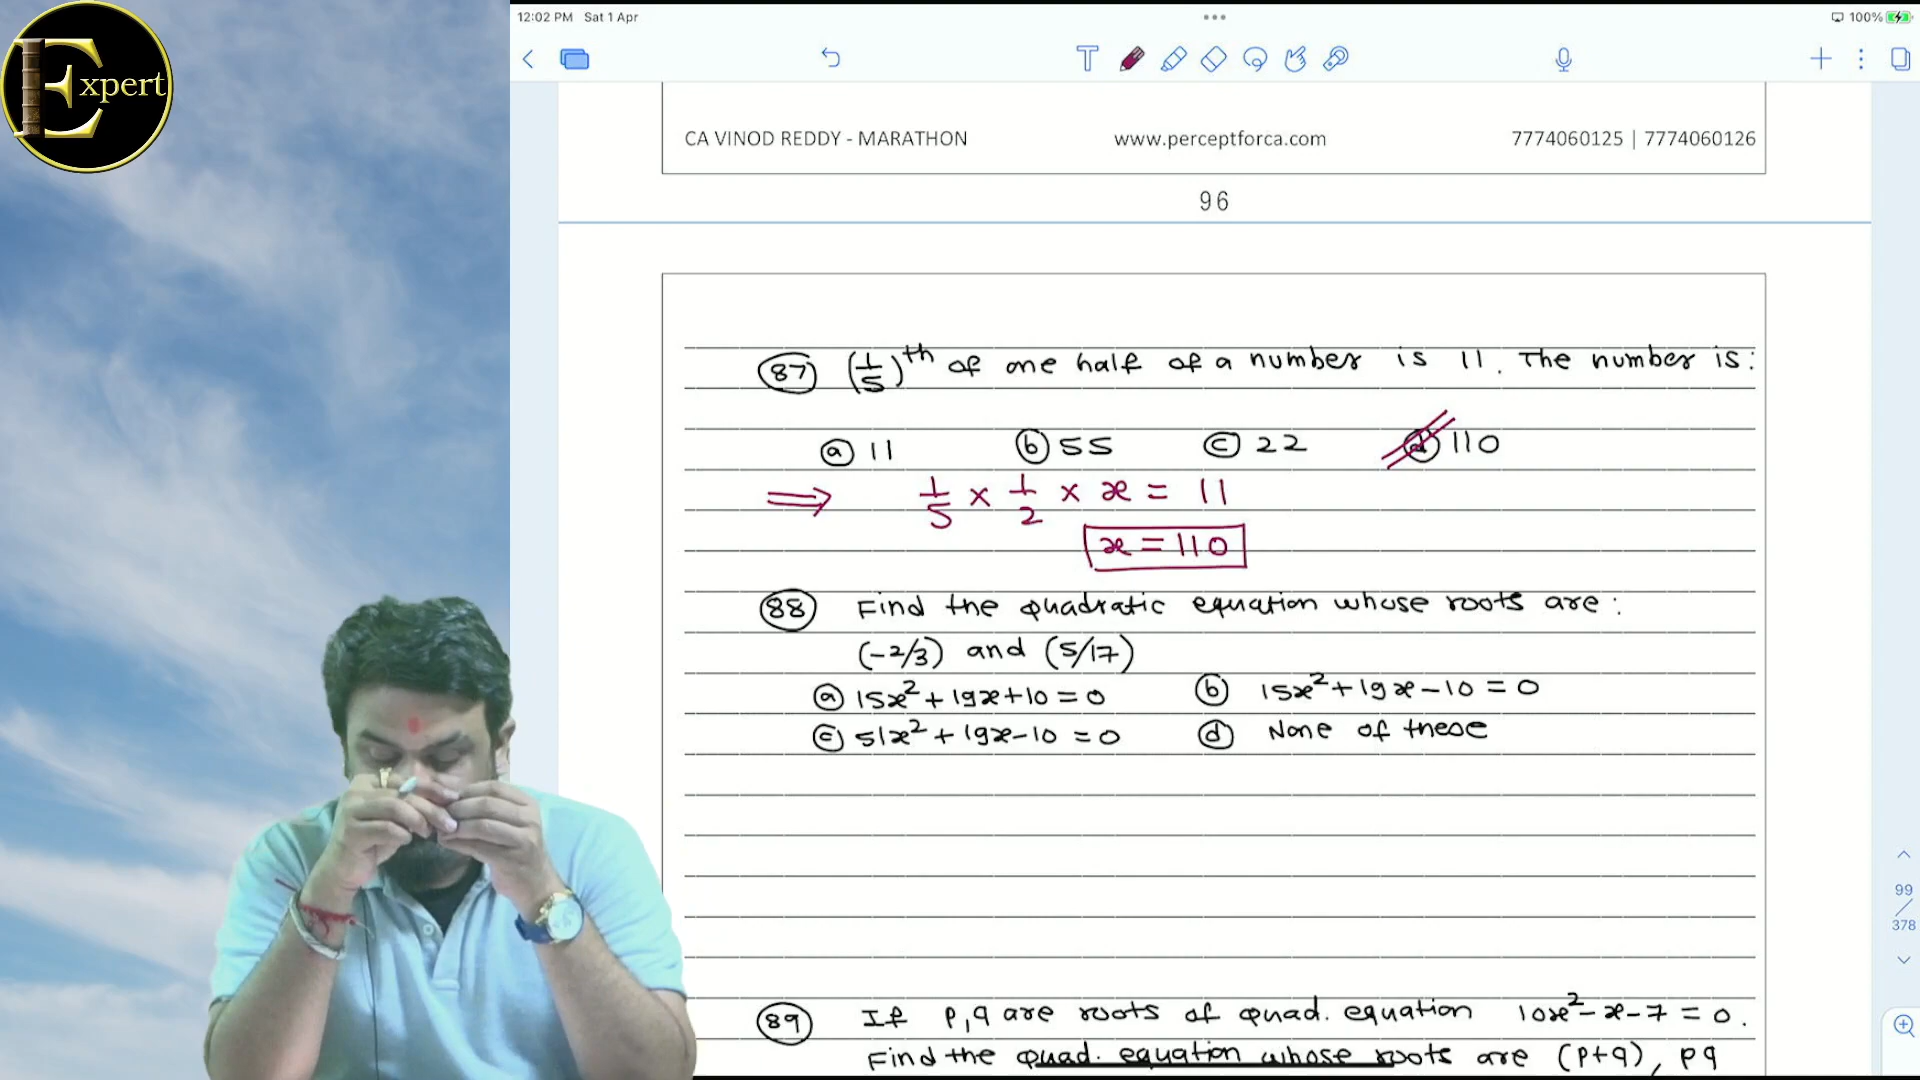 Expert
12:02 PM Sat 1 Apr
100%
CA VINOD REDDY - MARATHON www.perceptforca.com 7774060125 | 7774060126
96
87 (1/5)th of one half of a number is 11. The number is:
a 11 b 55 c 22 d 110
⇒ 1/5 × 1/2 × x = 11
x = 110
88 Find the quadratic equation whose roots are:
(-2/3) and (5/17)
a 15x² + 19x + 10 = 0 b 15x² + 19x - 10 = 0
c 51x² + 19x - 10 = 0 d None of these
89 If p, q are roots of quad. equation 10x² - x - 7 = 0.
Find the quad. equation whose roots are (p+q), pq
99
/
378